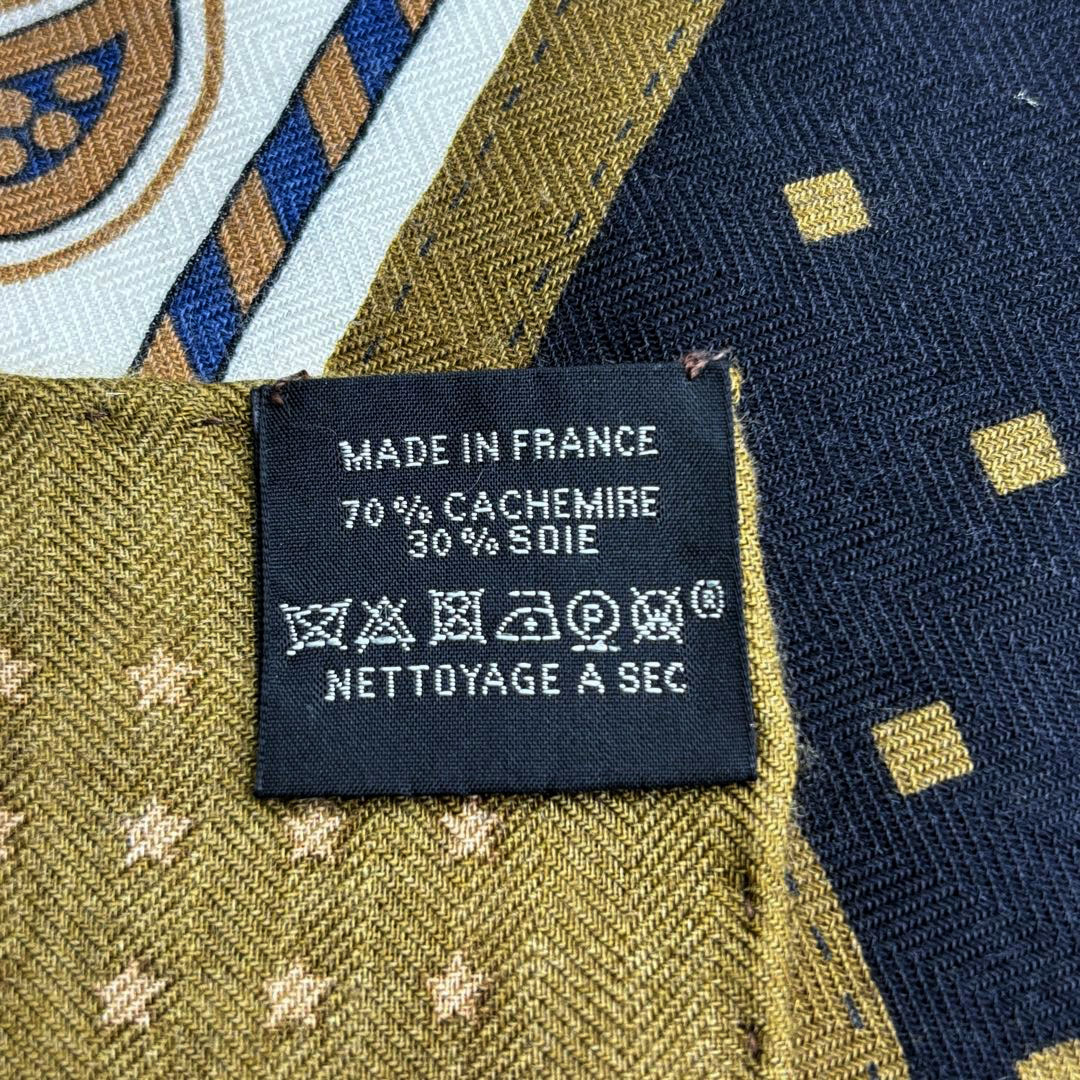 MADE IN FRANCE
70 % CACHEMIRE
30 % SOIE
P W ®
NETTOYAGE A SEC